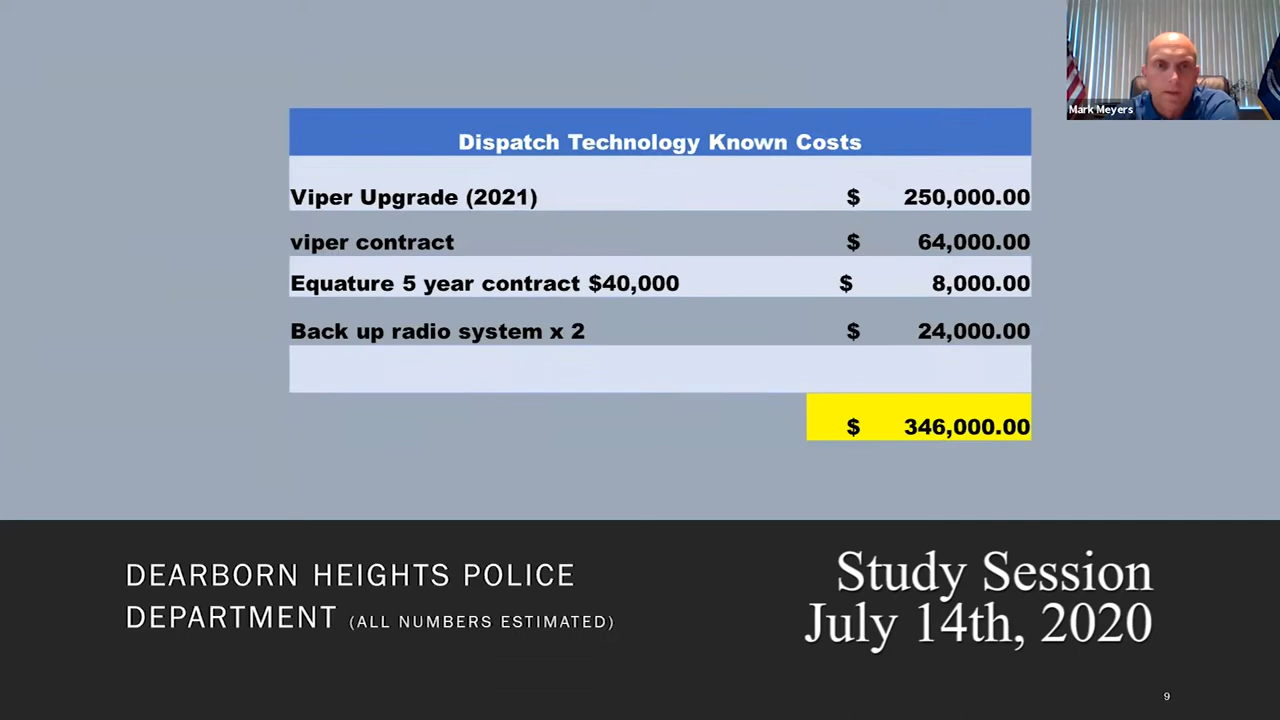 Mark Meyers
Dispatch Technology Known Costs
Viper Upgrade (2021) $ 250,000.00
viper contract $ 64,000.00
Equature 5 year contract $40,000 $ 8,000.00
Back up radio system x 2 $ 24,000.00
$ 346,000.00
DEARBORN HEIGHTS POLICE
DEPARTMENT (ALL NUMBERS ESTIMATED)
Study Session
July 14th, 2020
9